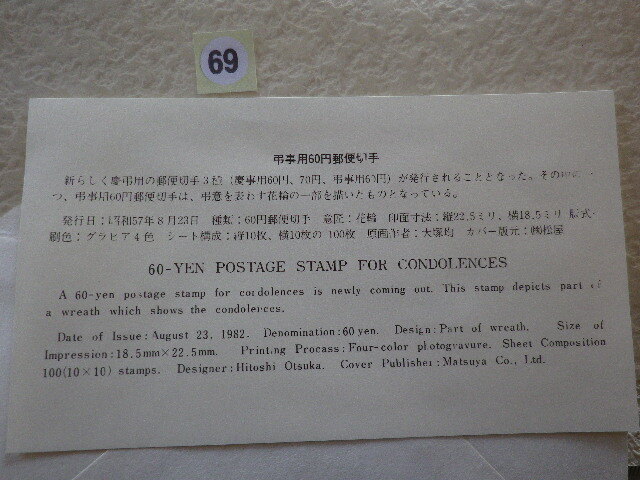 69
弔事用60円郵便切手
新らしく慶弔用の郵便切手3種(慶事用60円、70円、弔事用60円)が発行されることとなった。その
つ、弔事用60円郵便切手は、弔意を表わす花輪の一部を描いたものとなっている。
発行日:昭和57年8月23日 種類:60円郵便切手 意匠:花輪 印面寸法:縦22.5ミリ、横18.5ミリ 版式・
刷色:グラビア4色 シート構成:縦10枚、横10枚の100枚 原画作者:大塚均 カバー版元:㈱松屋
60-YEN POSTAGE STAMP FOR CONDOLENCES
A 60-yen postage stamp for condolences is newly coming out. This stamp depicts part of
a wreath which shows the condolences.
Date of Issue: August 23, 1982. Denomination: 60 yen. Design: Part of wreath. Size of
Impression: 18.5mm×22.5mm. Printing Process: Four-color photogravure. Sheet Composition
100(10×10) stamps. Designer: Hitoshi Otsuka. Cover Publisher: Matsuya Co., Ltd.